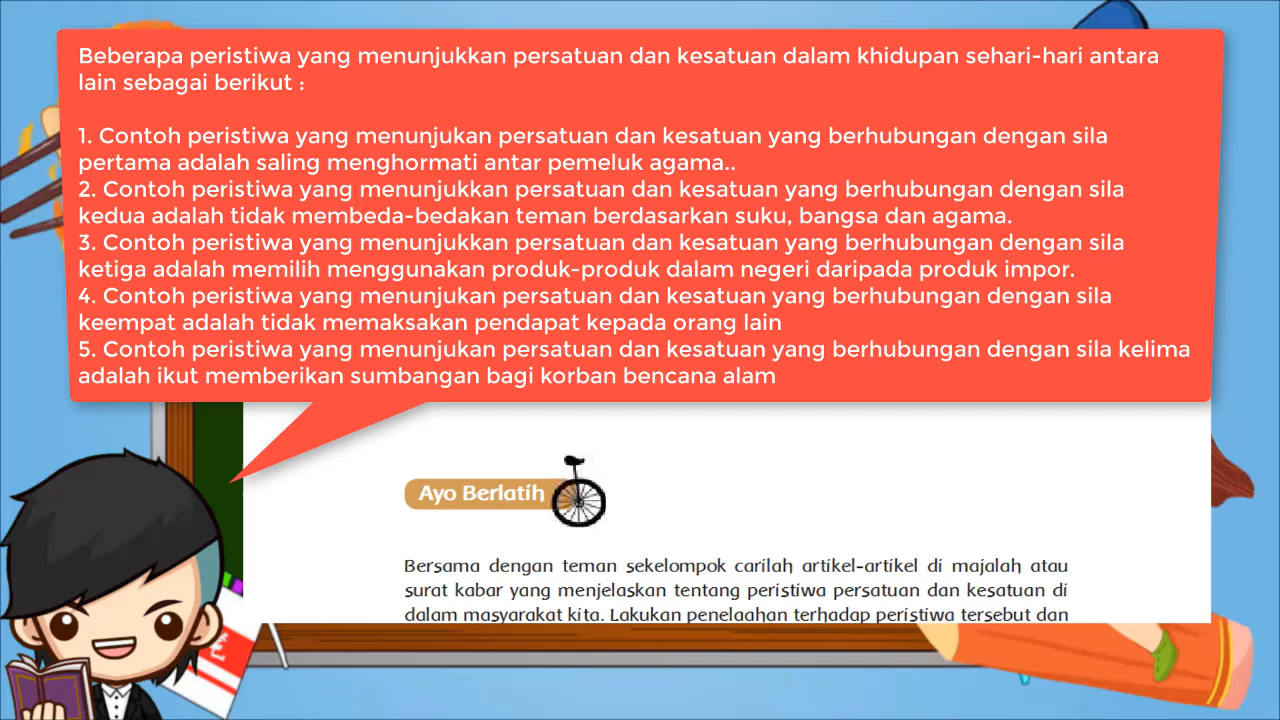 Beberapa peristiwa yang menunjukkan persatuan dan kesatuan dalam khidupan sehari-hari antara
lain sebagai berikut :
1. Contoh peristiwa yang menunjukan persatuan dan kesatuan yang berhubungan dengan sila
pertama adalah saling menghormati antar pemeluk agama..
2. Contoh peristiwa yang menunjukkan persatuan dan kesatuan yang berhubungan dengan sila
kedua adalah tidak membeda-bedakan teman berdasarkan suku, bangsa dan agama.
3. Contoh peristiwa yang menunjukkan persatuan dan kesatuan yang berhubungan dengan sila
ketiga adalah memilih menggunakan produk-produk dalam negeri daripada produk impor.
4. Contoh peristiwa yang menunjukan persatuan dan kesatuan yang berhubungan dengan sila
keempat adalah tidak memaksakan pendapat kepada orang lain
5. Contoh peristiwa yang menunjukan persatuan dan kesatuan yang berhubungan dengan sila kelima
adalah ikut memberikan sumbangan bagi korban bencana alam
Ayo Berlatih
Bersama dengan teman sekelompok carilah artikel-artikel di majalah atau
surat kabar yang menjelaskan tentang peristiwa persatuan dan kesatuan di
dalam masyarakat kita. Lakukan penelaahan terhadap peristiwa tersebut dan